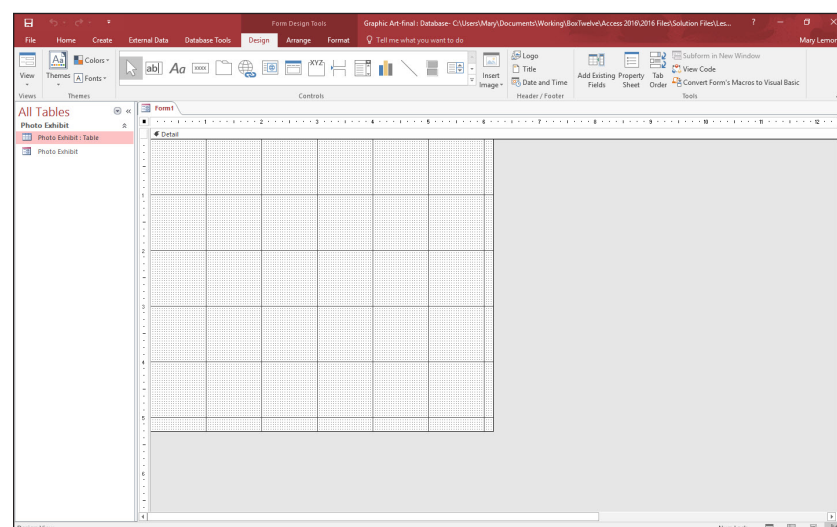 Form Design Tools
Graphic Art-final : Database- C:\Users\Mary\Documents\Working\BoxTwelve\Access 2016\2016 Files\Solution Files\Les...
?
File Home Create External Data Database Tools Design Arrange Format Tell me what you want to do Mary Lemon
View Themes Aa Colors Fonts A
ab| Aa xxxx XYZ
Insert Image
Logo
Title
Date and Time
Add Existing Fields
Property Sheet
Tab Order
Subform in New Window
View Code
Convert Form's Macros to Visual Basic
Views Themes Controls Header / Footer Tools
All Tables
Photo Exhibit
Photo Exhibit : Table
Photo Exhibit
Form1
1 2 3 4 5 6 7 8 9 10 11 12
Detail
1
2
3
4
5
6